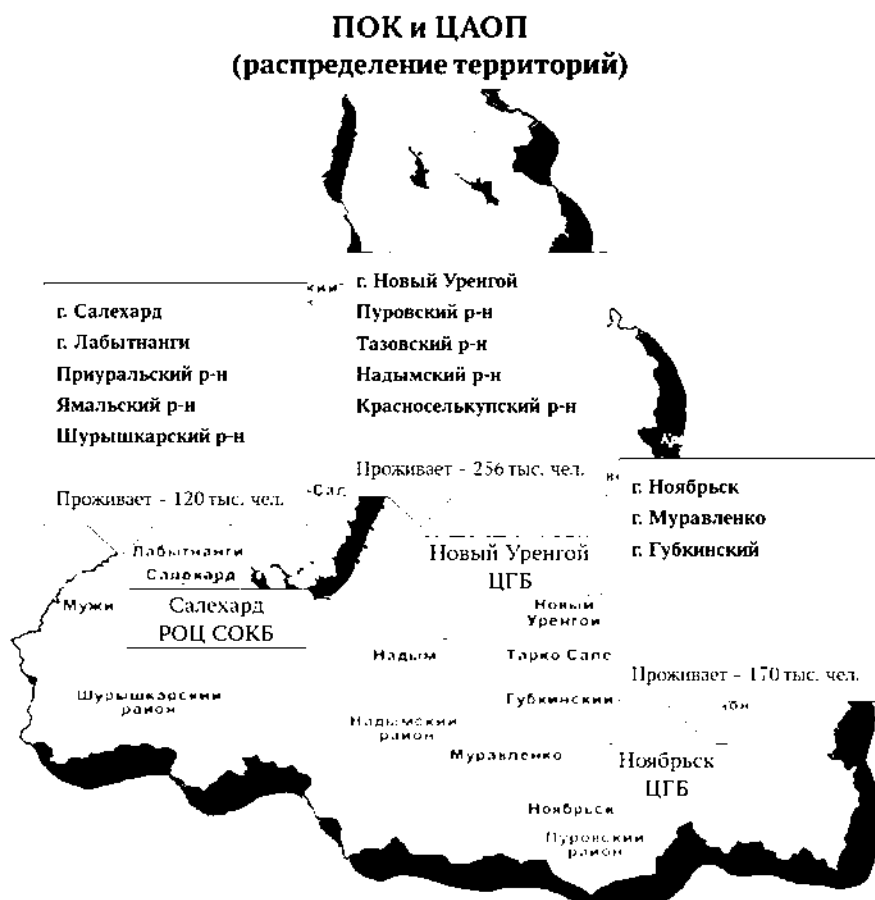 ПОК и ЦАОП
(распределение территорий)
г. Салехард
г. Лабытнанги
Приуральский р-н
Ямальский р-н
Шурышкарский р-н
Проживает - 120 тыс. чел.
г. Новый Уренгой
Пуровский р-н
Тазовский р-н
Надымский р-н
Красноселькупский р-н
Проживает - 256 тыс. чел.
г. Ноябрьск
г. Муравленко
г. Губкинский
Проживает - 170 тыс. чел.
Лабытнанги
Салехард
Мужи
Салехард
РОЦ СОКБ
Шурышкарский
район
Новый Уренгой
ЦГБ
Новый
Уренгой
Надым
Тарко Сале
Губкинский
Надымский
район
Муравленко
Ноябрьск
ЦГБ
Ноябрьск
Пуровский
район